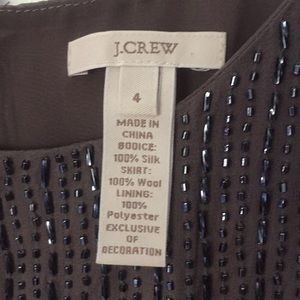 J.CREW
4
MADE IN
CHINA
BODICE:
100% Silk
SKIRT:
100% Wool
LINING:
100%
Polyester
EXCLUSIVE
OF
DECORATION